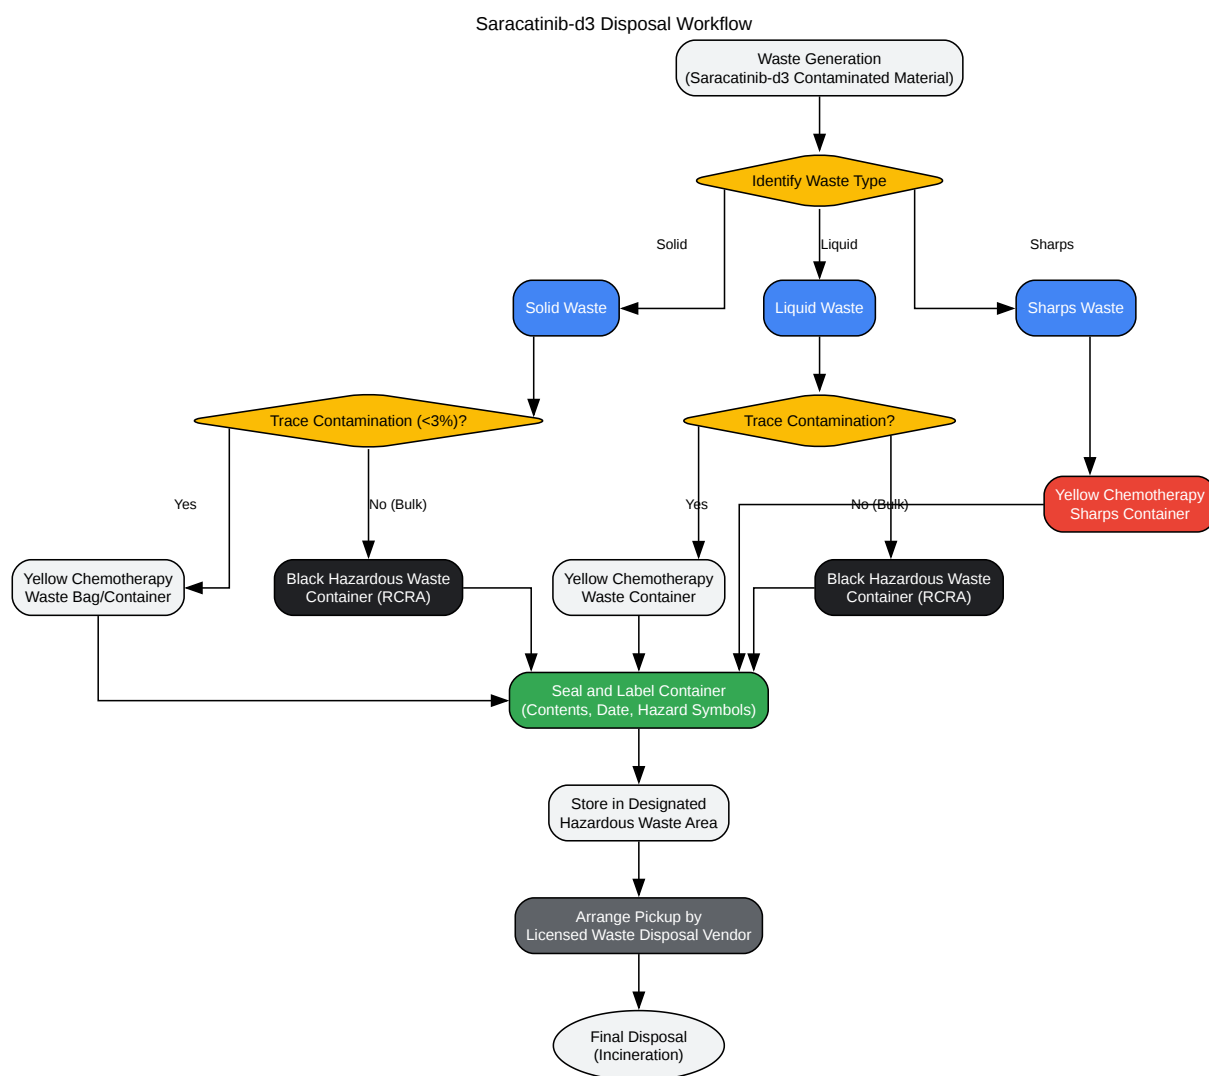 Saracatinib-d3 Disposal Workflow
Waste Generation
(Saracatinib-d3 Contaminated Material)
Identify Waste Type
Solid
Liquid
Sharps
Solid Waste
Liquid Waste
Sharps Waste
Trace Contamination (<3%)?
Trace Contamination?
Yes
No (Bulk)
Yes
No (Bulk)
Yellow Chemotherapy
Sharps Container
Yellow Chemotherapy
Waste Bag/Container
Black Hazardous Waste
Container (RCRA)
Yellow Chemotherapy
Waste Container
Black Hazardous Waste
Container (RCRA)
Seal and Label Container
(Contents, Date, Hazard Symbols)
Store in Designated
Hazardous Waste Area
Arrange Pickup by
Licensed Waste Disposal Vendor
Final Disposal
(Incineration)